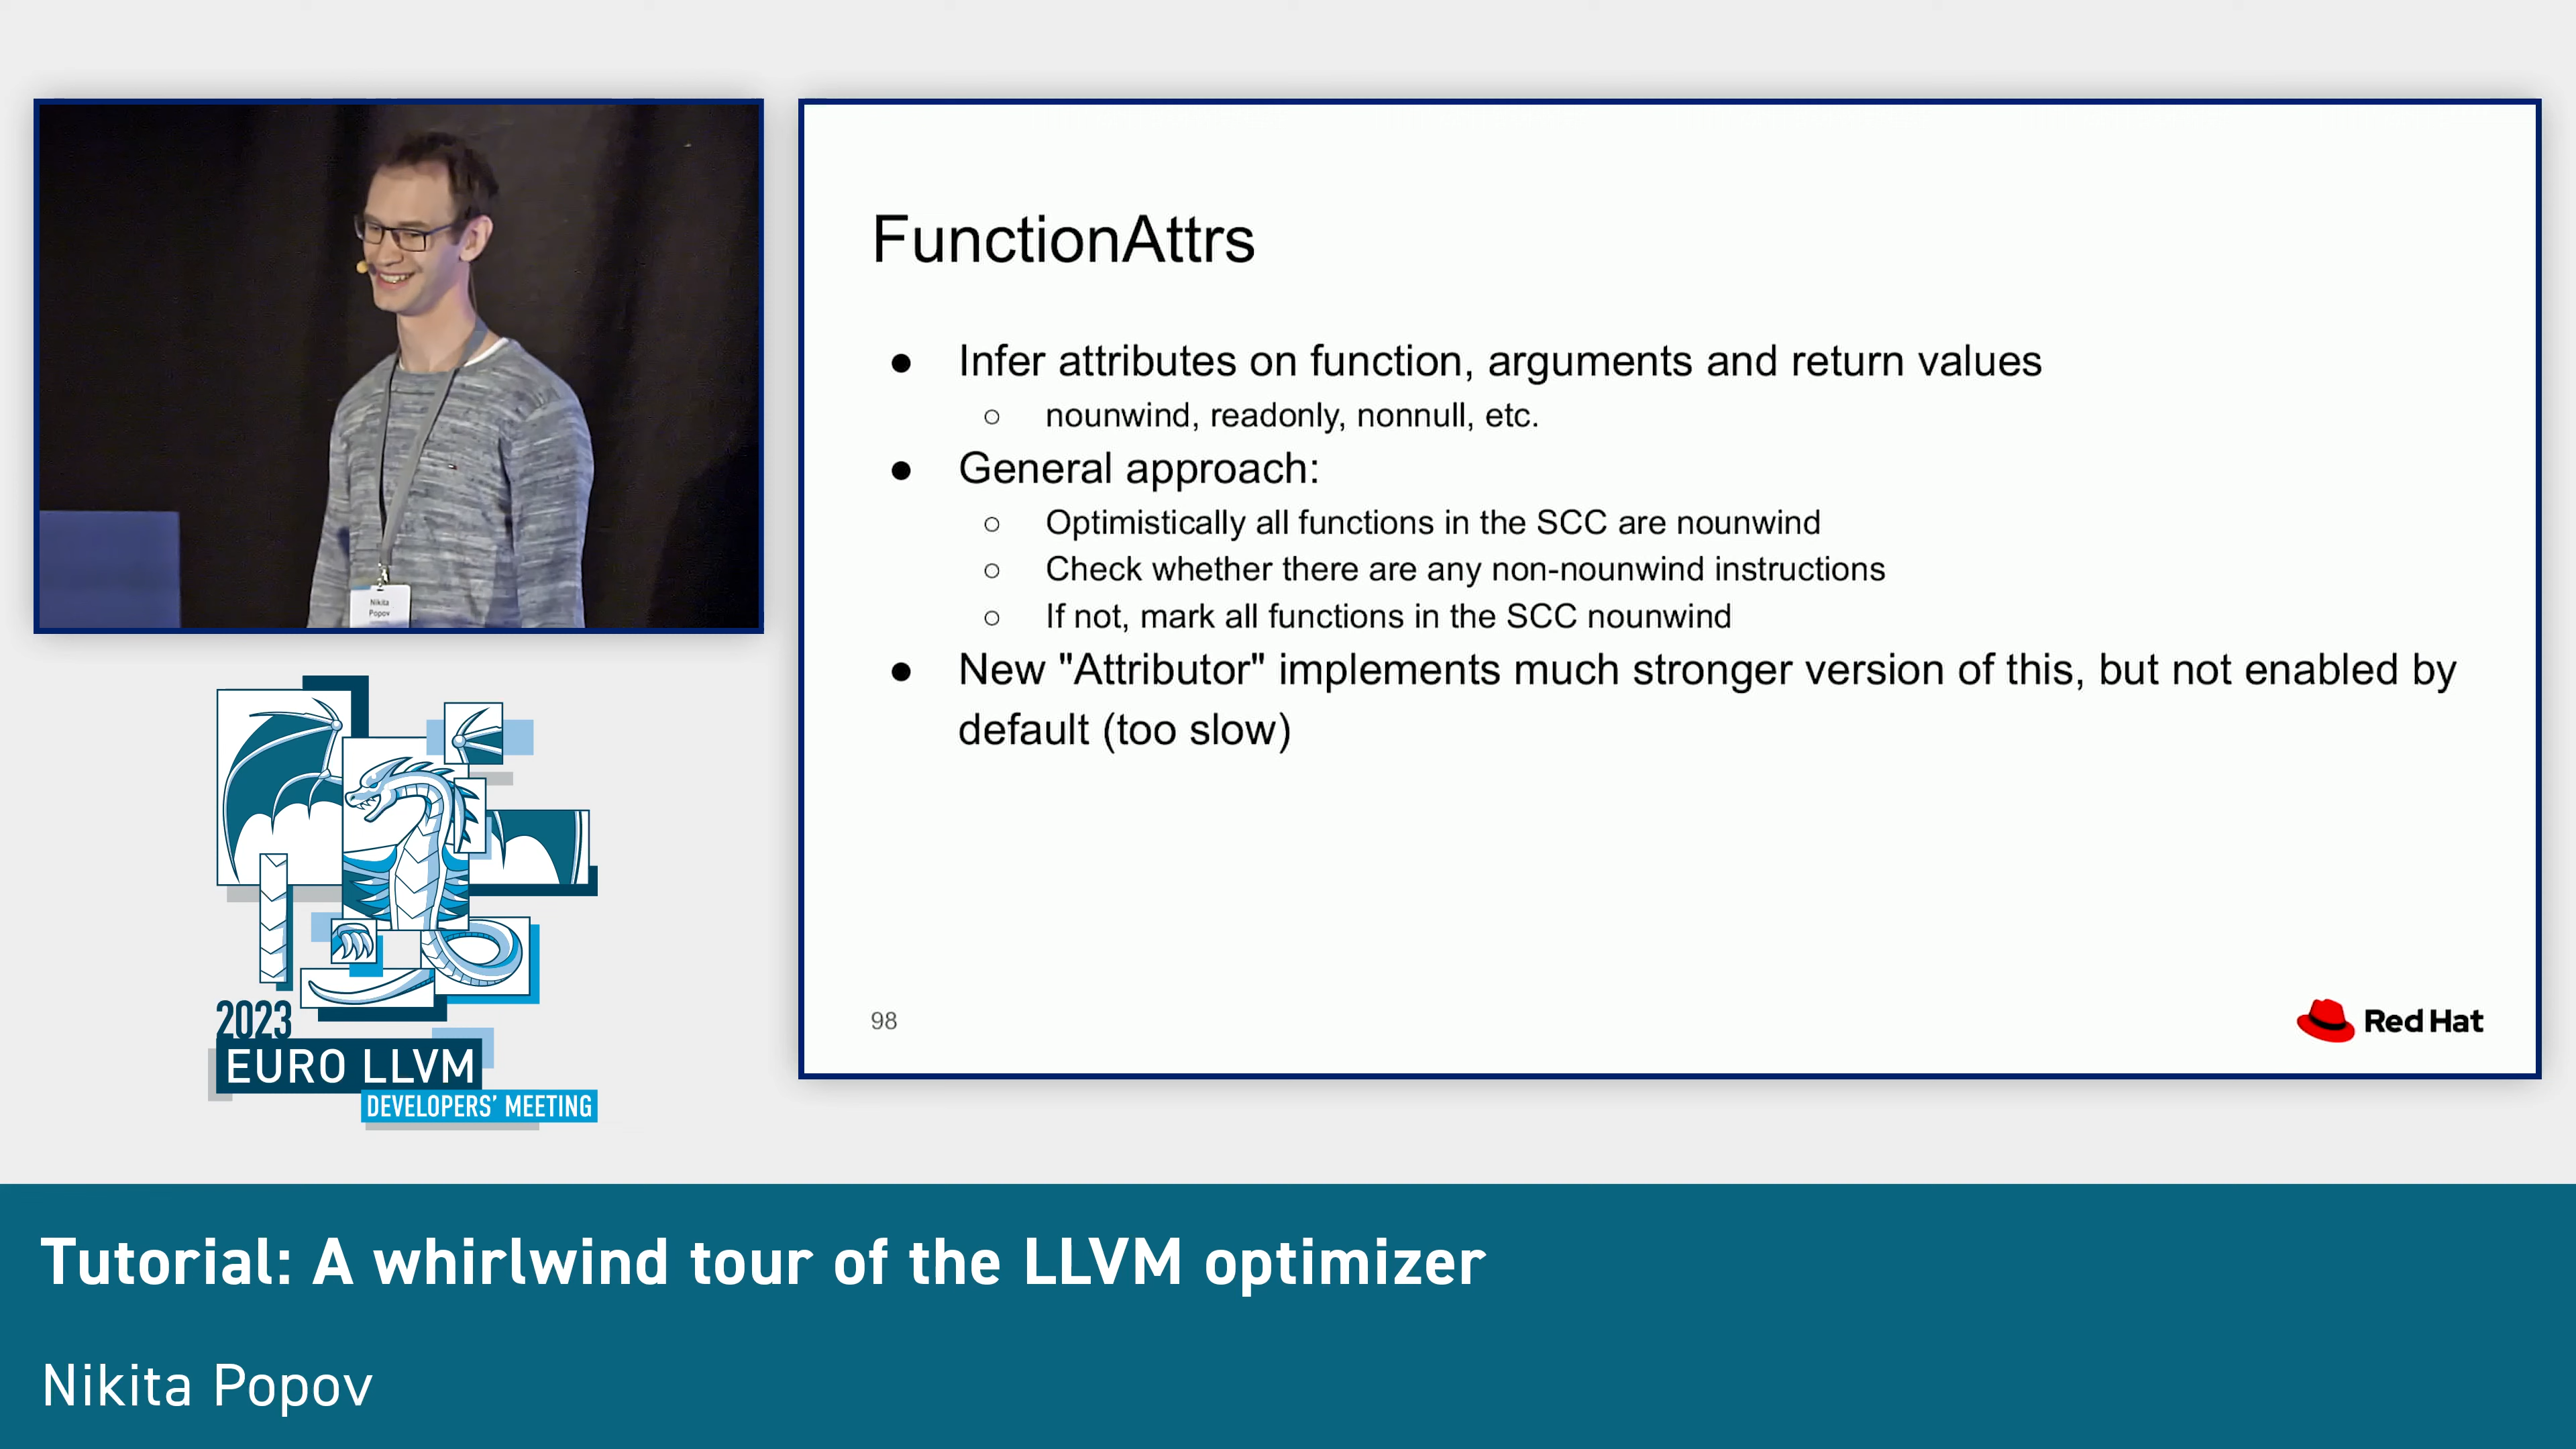 FunctionAttrs
● Infer attributes on function, arguments and return values
○ nounwind, readonly, nonnull, etc.
● General approach:
○ Optimistically all functions in the SCC are nounwind
○ Check whether there are any non-nounwind instructions
○ If not, mark all functions in the SCC nounwind
● New "Attributor" implements much stronger version of this, but not enabled by
default (too slow)
98
Red Hat
Nikita
Popov
2023
EURO LLVM
DEVELOPERS' MEETING
Tutorial: A whirlwind tour of the LLVM optimizer
Nikita Popov